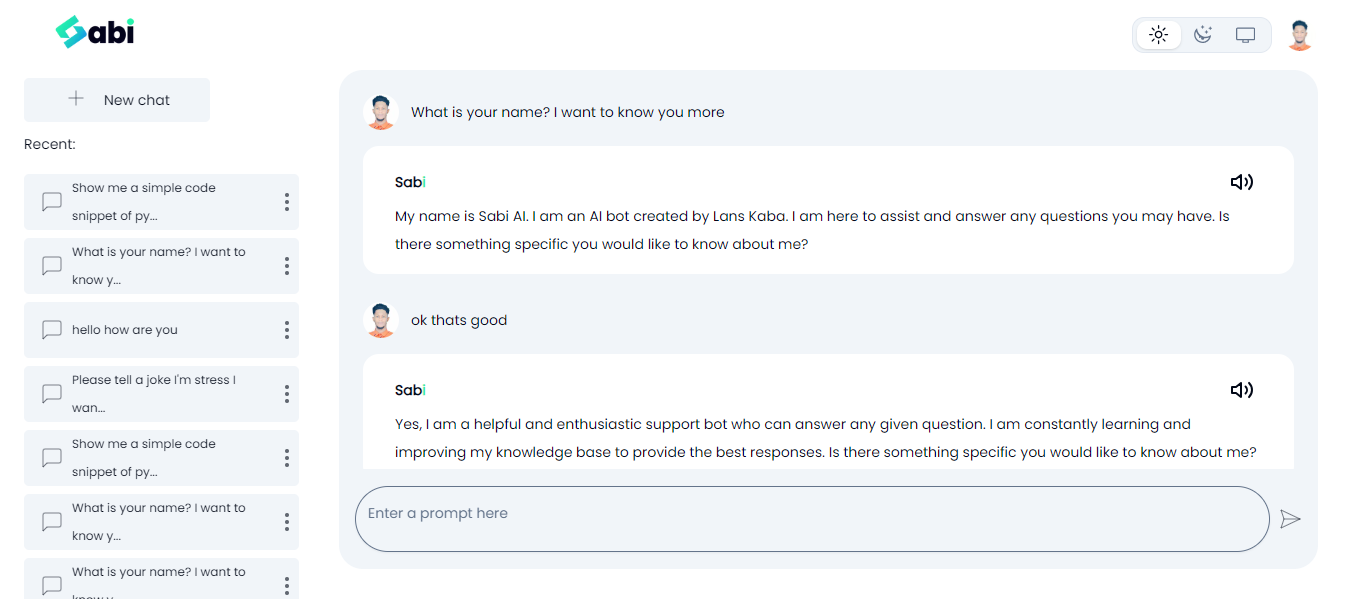 Sabi
New chat
Recent:
Show me a simple code
snippet of py...
What is your name? I want to
know y...
hello how are you
Please tell a joke I'm stress I
wan...
Show me a simple code
snippet of py...
What is your name? I want to
know y...
What is your name? I want to
know y...
What is your name? I want to know you more
Sabi
My name is Sabi AI. I am an AI bot created by Lans Kaba. I am here to assist and answer any questions you may have. Is
there something specific you would like to know about me?
ok thats good
Sabi
Yes, I am a helpful and enthusiastic support bot who can answer any given question. I am constantly learning and
improving my knowledge base to provide the best responses. Is there something specific you would like to know about me?
Enter a prompt here